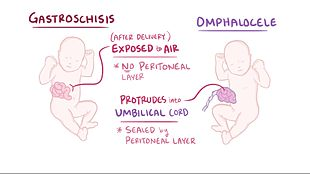 GASTROSCHISIS
OMPHALOCELE
(AFTER DELIVERY)
EXPOSED to AIR
* NO PERITONEAL
LAYER
PROTRUDES into
UMBILICAL CORD
* SEALED by
PERITONEAL LAYER